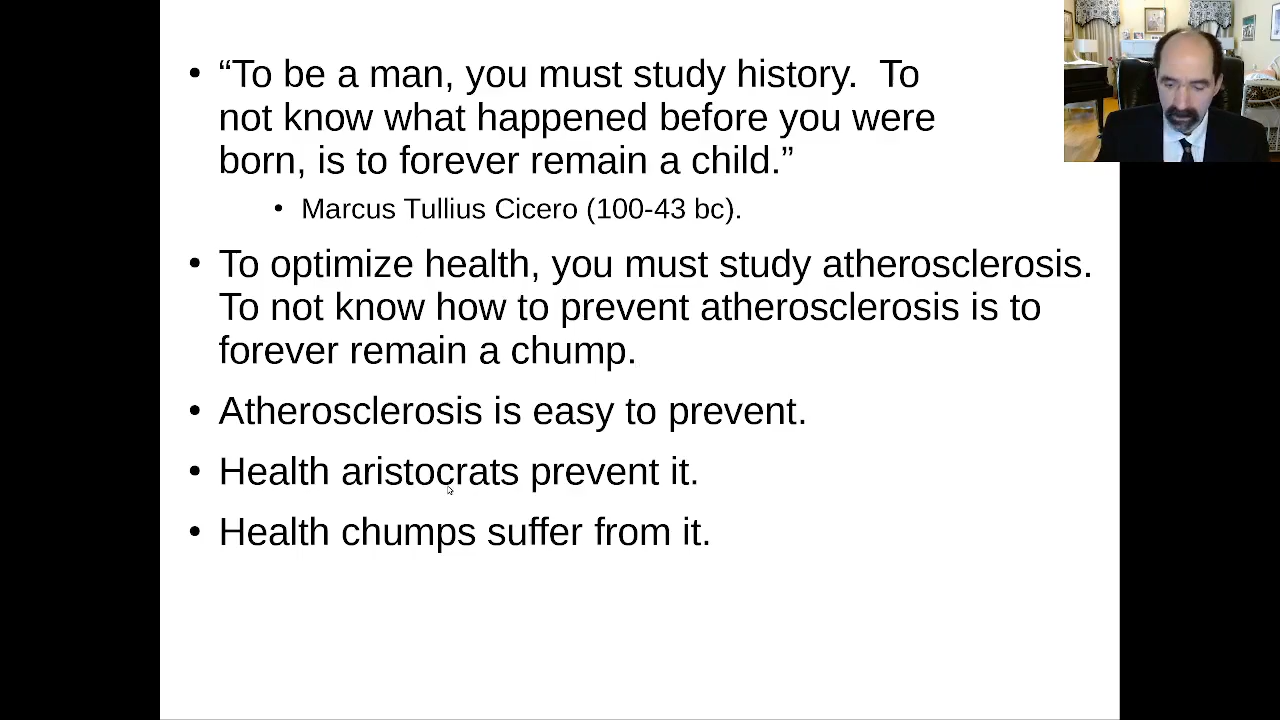 • “To be a man, you must study history.  To
not know what happened before you were
born, is to forever remain a child.”
• Marcus Tullius Cicero (100-43 bc).
• To optimize health, you must study atherosclerosis.
To not know how to prevent atherosclerosis is to
forever remain a chump.
• Atherosclerosis is easy to prevent.
• Health aristocrats prevent it.
• Health chumps suffer from it.